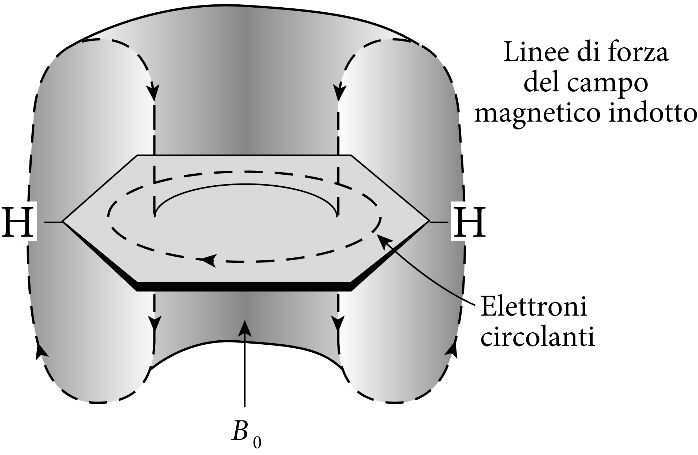 Linee di forza
del campo
magnetico indotto
H
H
Elettroni
circolanti
B0